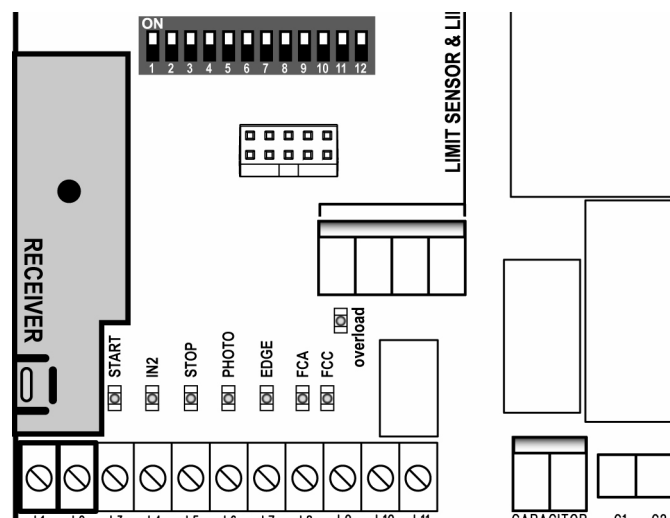 ON
1 2 3 4 5 6 7 8 9 10 11 12
LIMIT SENSOR &
RECEIVER
START
IN2
STOP
PHOTO
EDGE
FCA
FCC
overload
CAPACITOR